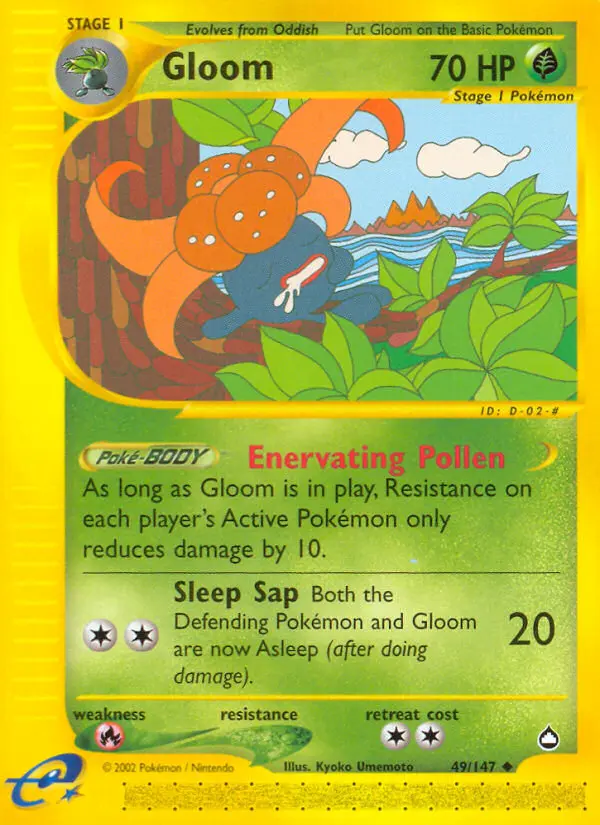 STAGE 1
Evolves from Oddish Put Gloom on the Basic Pokémon
Gloom 70 HP
Stage 1 Pokémon
ID: D-02-#
Poké-BODY Enervating Pollen
As long as Gloom is in play, Resistance on
each player's Active Pokémon only
reduces damage by 10.
Sleep Sap Both the
Defending Pokémon and Gloom
are now Asleep (after doing
damage).
20
weakness resistance retreat cost
© 2002 Pokémon / Nintendo Illus. Kyoko Umemoto 49/147
e